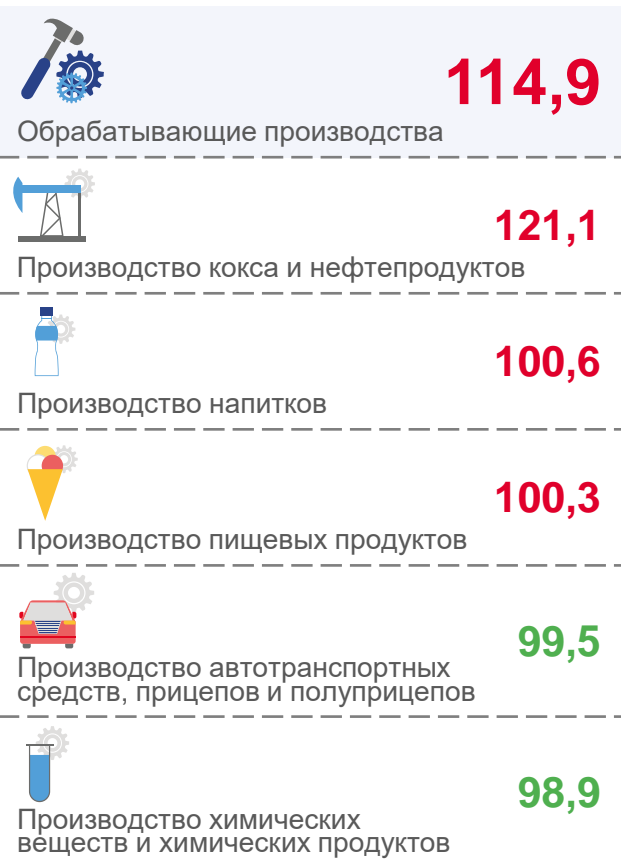 114,9
Обрабатывающие производства
121,1
Производство кокса и нефтепродуктов
100,6
Производство напитков
100,3
Производство пищевых продуктов
99,5
Производство автотранспортных
средств, прицепов и полуприцепов
98,9
Производство химических
веществ и химических продуктов